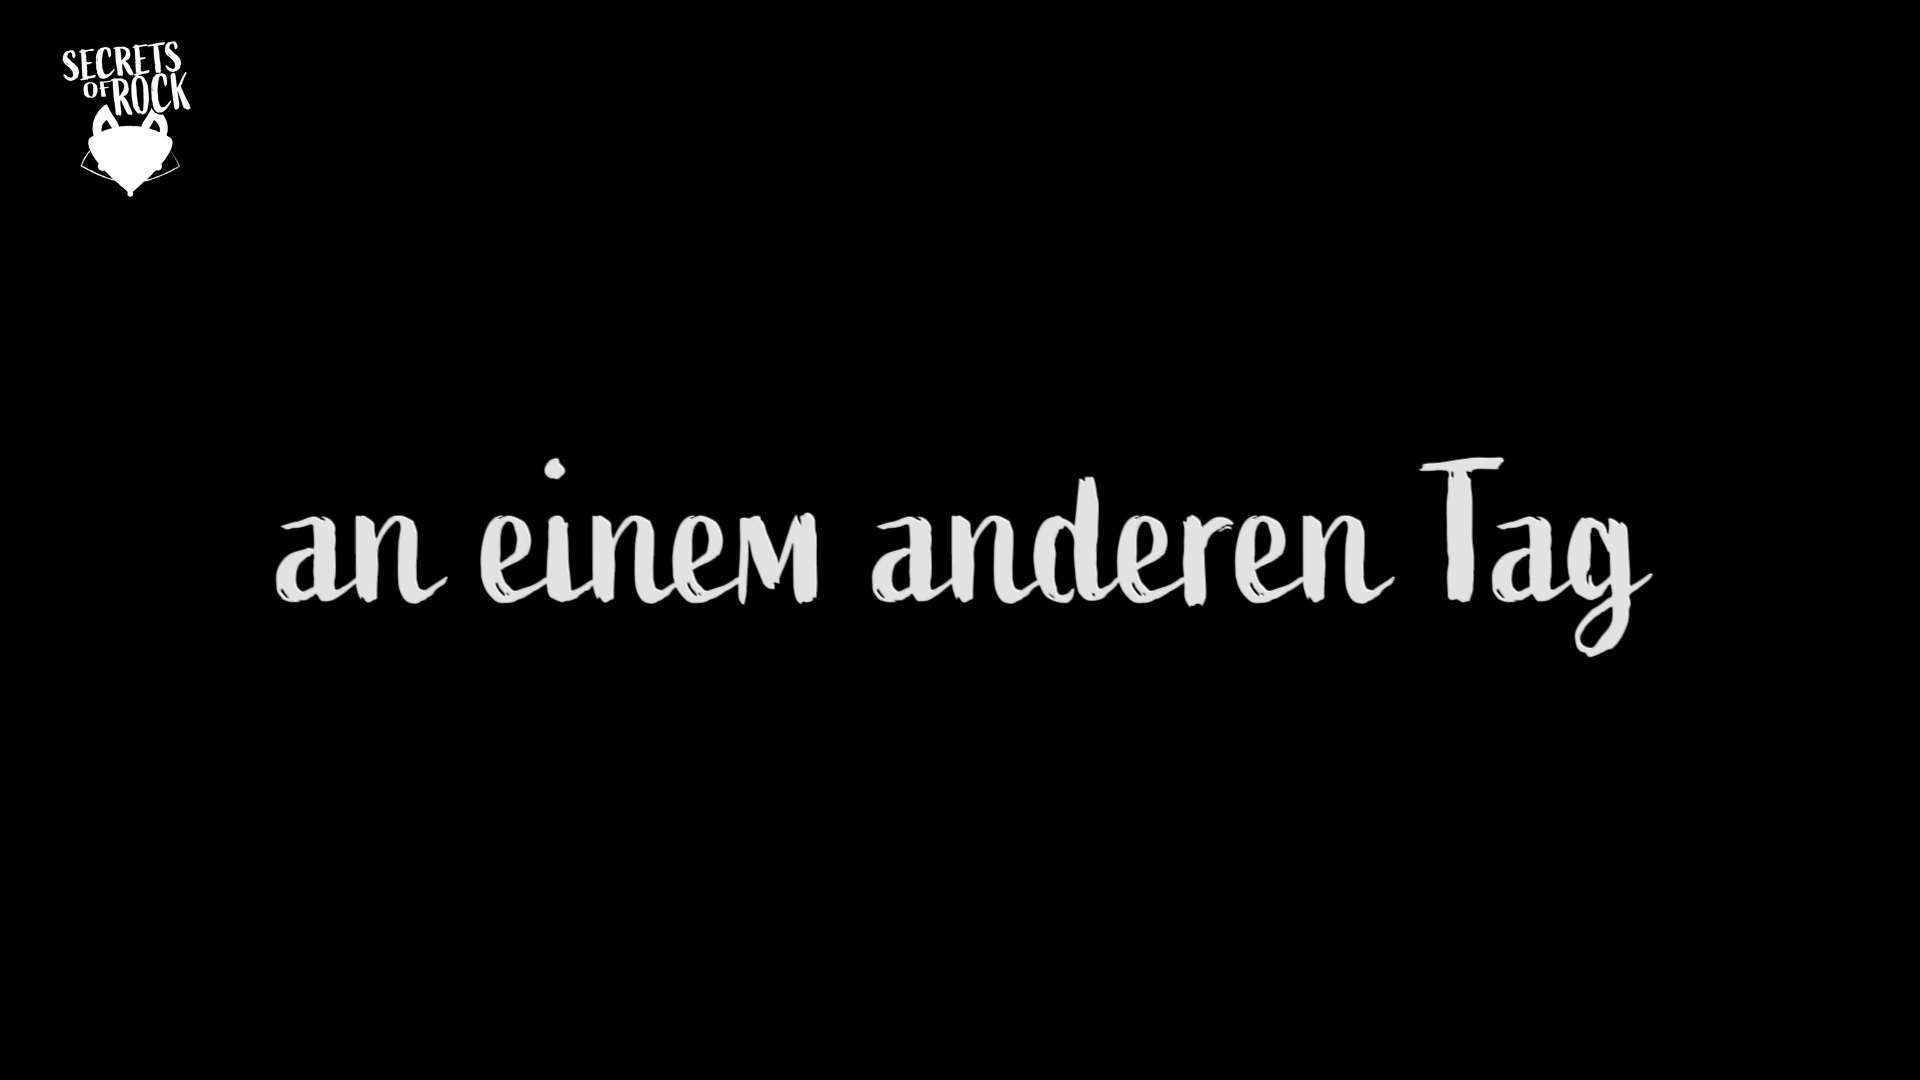 SECRETS
OF ROCK
an einem anderen Tag